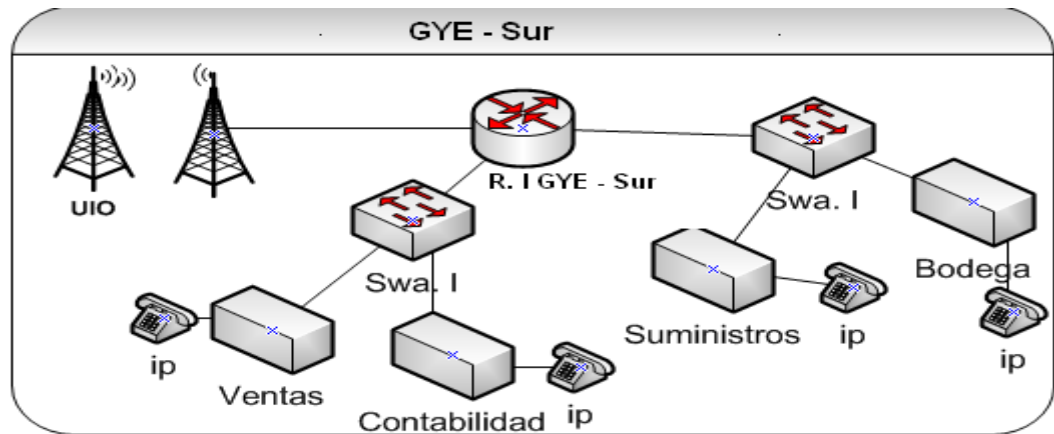 GYE - Sur
UIO
R. I GYE - Sur
Swa. I
Swa. I
Bodega
Suministros
ip
ip
ip
Ventas
Contabilidad
ip